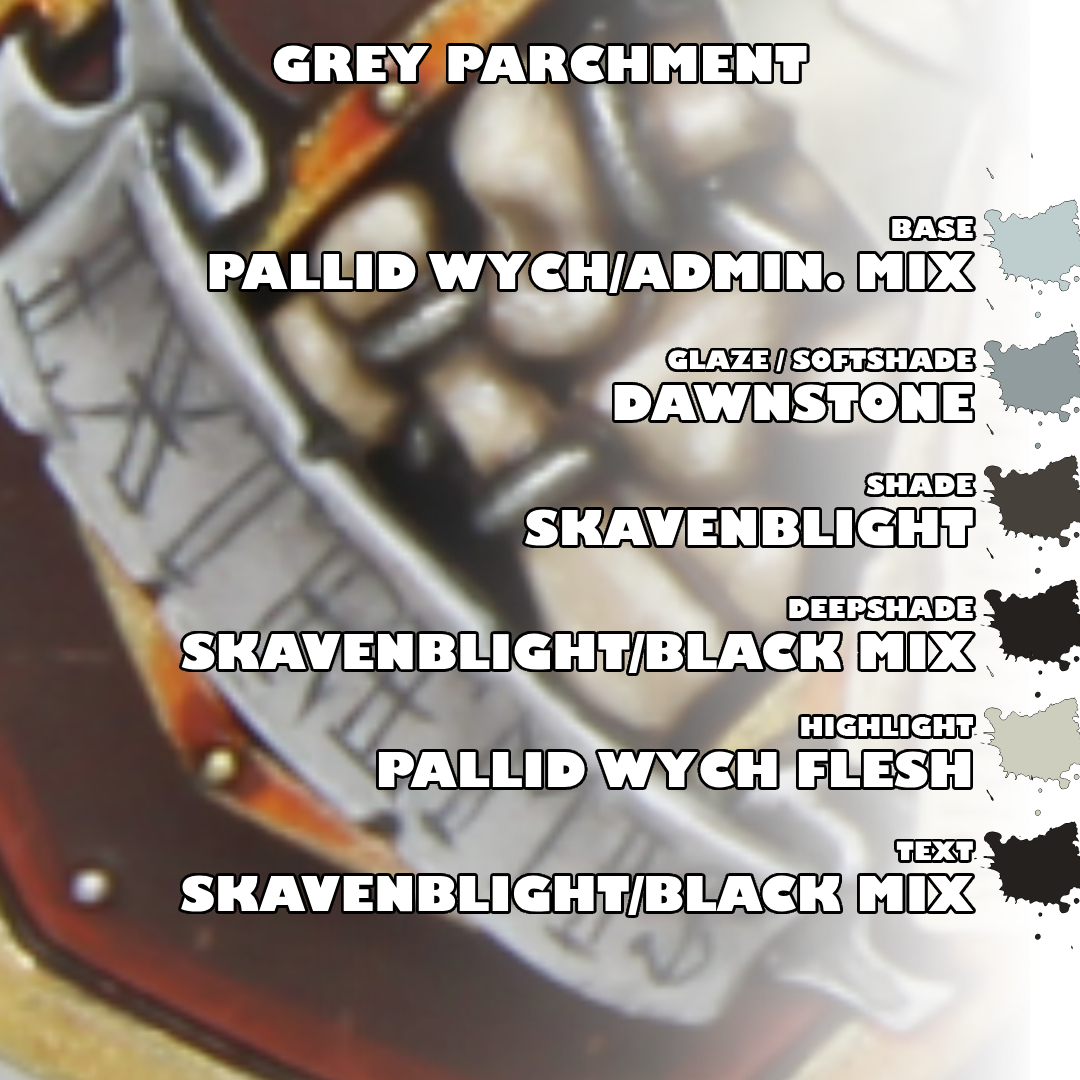 GREY PARCHMENT
BASE
PALLID WYCH/ADMIN. MIX
GLAZE / SOFTSHADE
DAWNSTONE
SHADE
SKAVENBLIGHT
DEEPSHADE
SKAVENBLIGHT/BLACK MIX
HIGHLIGHT
PALLID WYCH FLESH
TEXT
SKAVENBLIGHT/BLACK MIX